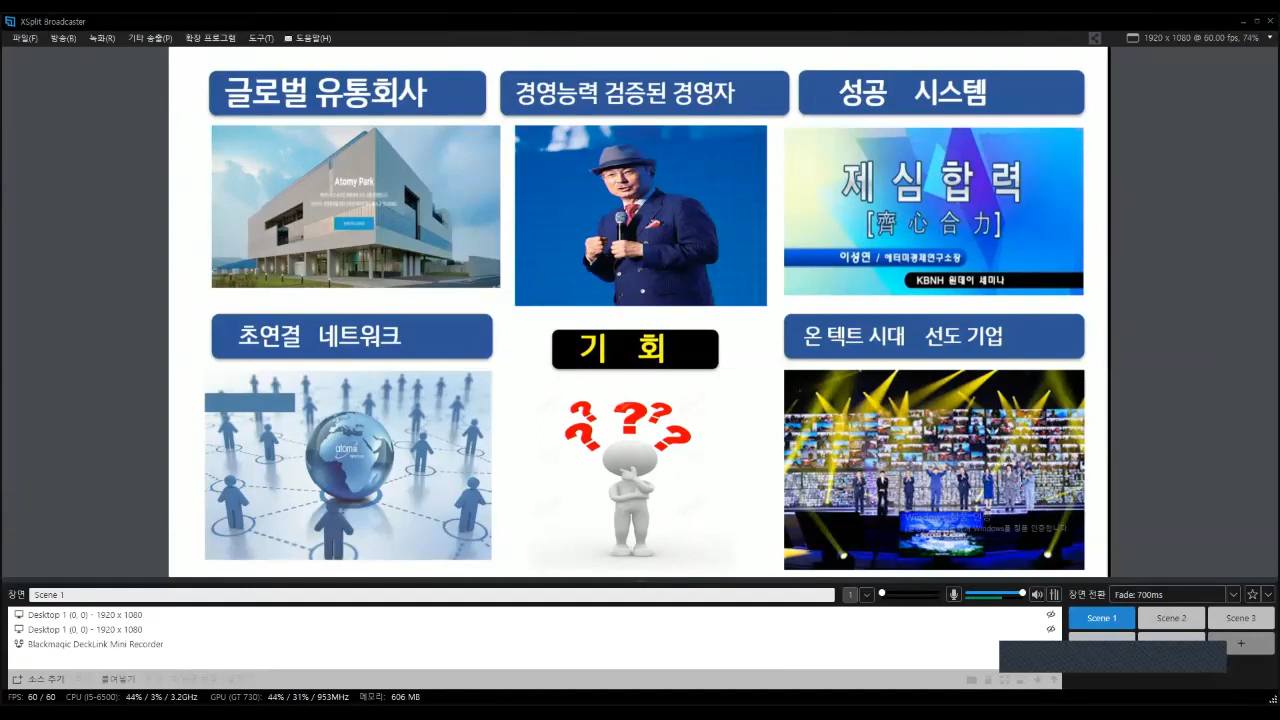 XSplit Broadcaster
파일(F) 방송(B) 녹화(R) 기타 송출(P) 확장 프로그램 도구(T) 도움말(H)
1920 x 1080 @ 60.00 fps, 74%
글로벌 유통회사
경영능력 검증된 경영자
성공 시스템
Atomy Park
제 심 합 력
[齊 心 合 力]
이성연 / 애터미경제연구소장
KBNH 원데이 세미나
초연결 네트워크
기 회
온 텍트 시대 선도 기업
? ? ? ? ?
SUCCESS ACADEMY
장면 Scene 1
1
장면 전환 Fade: 700ms
Desktop 1 (0, 0) - 1920 x 1080
Desktop 1 (0, 0) - 1920 x 1080
Blackmagic DeckLink Mini Recorder
Scene 1 Scene 2 Scene 3
+
소스 추가 붙여넣기
FPS: 60 / 60 CPU (I5-6500): 44% / 3% / 3.2GHz GPU (GT 730): 44% / 31% / 953MHz 메모리: 606 MB